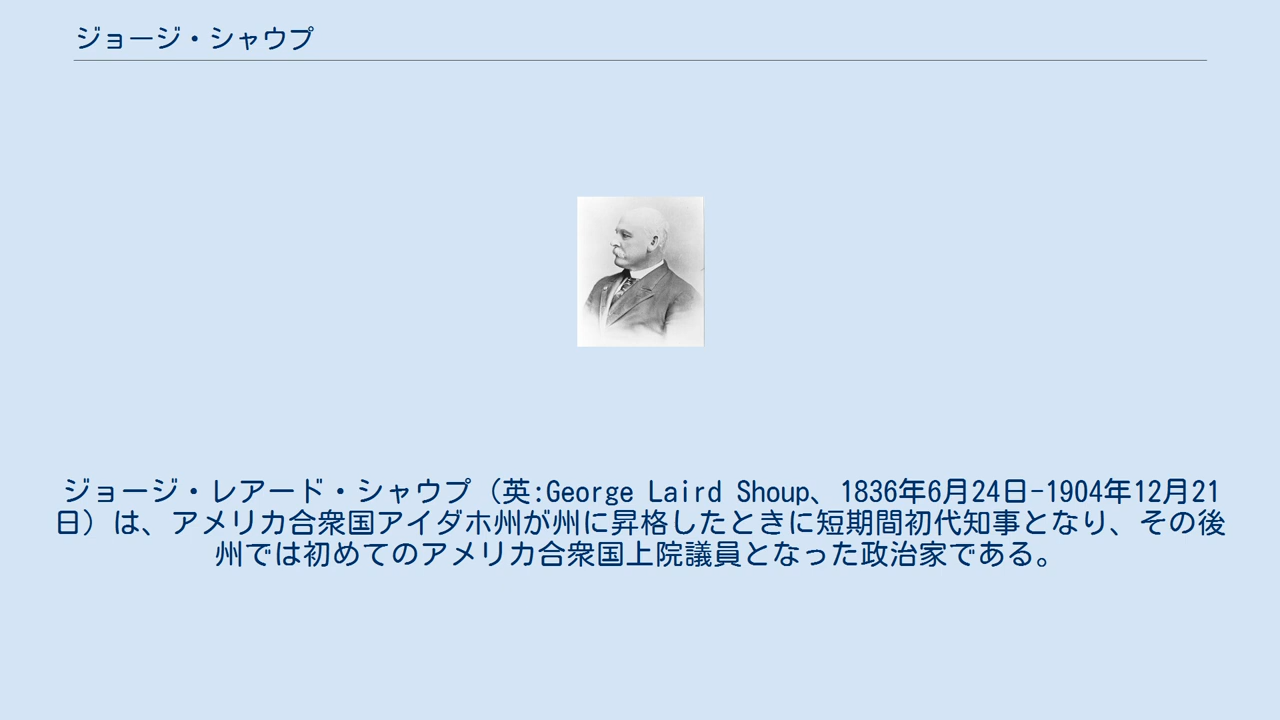 ジョージ・シャウプ
ジョージ・レアード・シャウプ（英:George Laird Shoup、1836年6月24日-1904年12月21
日）は、アメリカ合衆国アイダホ州が州に昇格したときに短期間初代知事となり、その後
州では初めてのアメリカ合衆国上院議員となった政治家である。